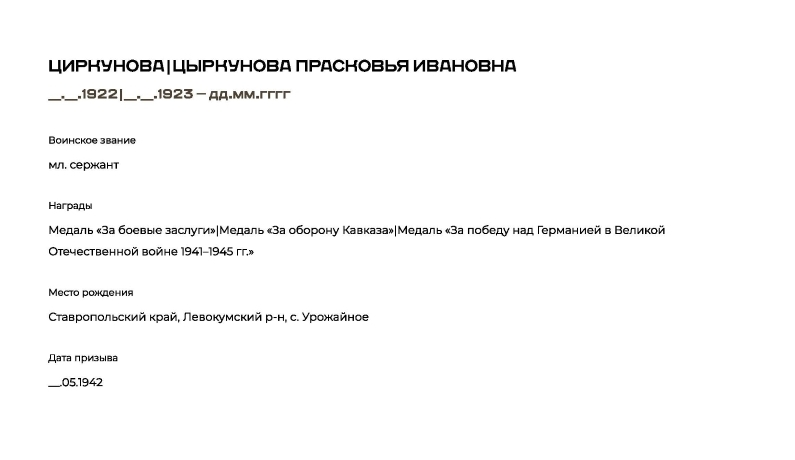 ЦИРКУНОВА|ЦЫРКУНОВА ПРАСКОВЬЯ ИВАНОВНА
__.__.1922|__.__.1923 — дд.мм.гггг
Воинское звание
мл. сержант
Награды
Медаль «За боевые заслуги»|Медаль «За оборону Кавказа»|Медаль «За победу над Германией в Великой
Отечественной войне 1941–1945 гг.»
Место рождения
Ставропольский край, Левокумский р-н, с. Урожайное
Дата призыва
__.05.1942